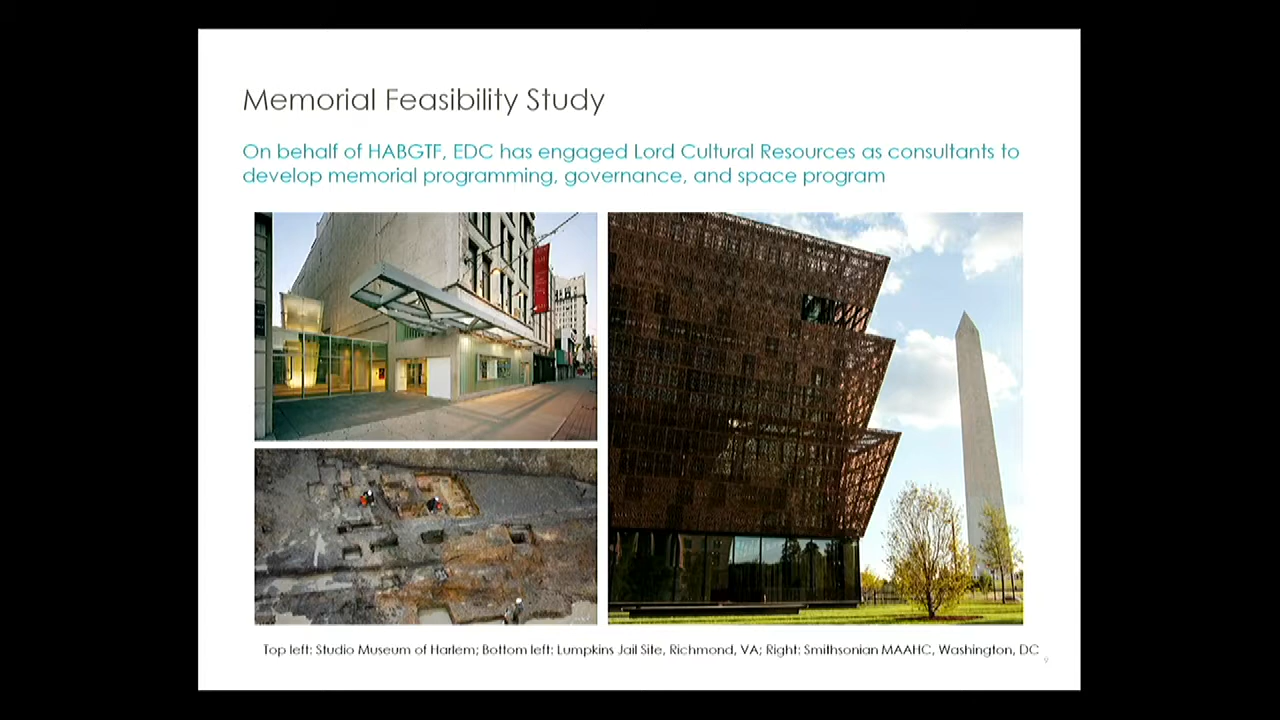 Memorial Feasibility Study
On behalf of HABGTF, EDC has engaged Lord Cultural Resources as consultants to
develop memorial programming, governance, and space program
Top left: Studio Museum of Harlem; Bottom left: Lumpkins Jail Site, Richmond, VA; Right: Smithsonian MAAHC, Washington, DC
9